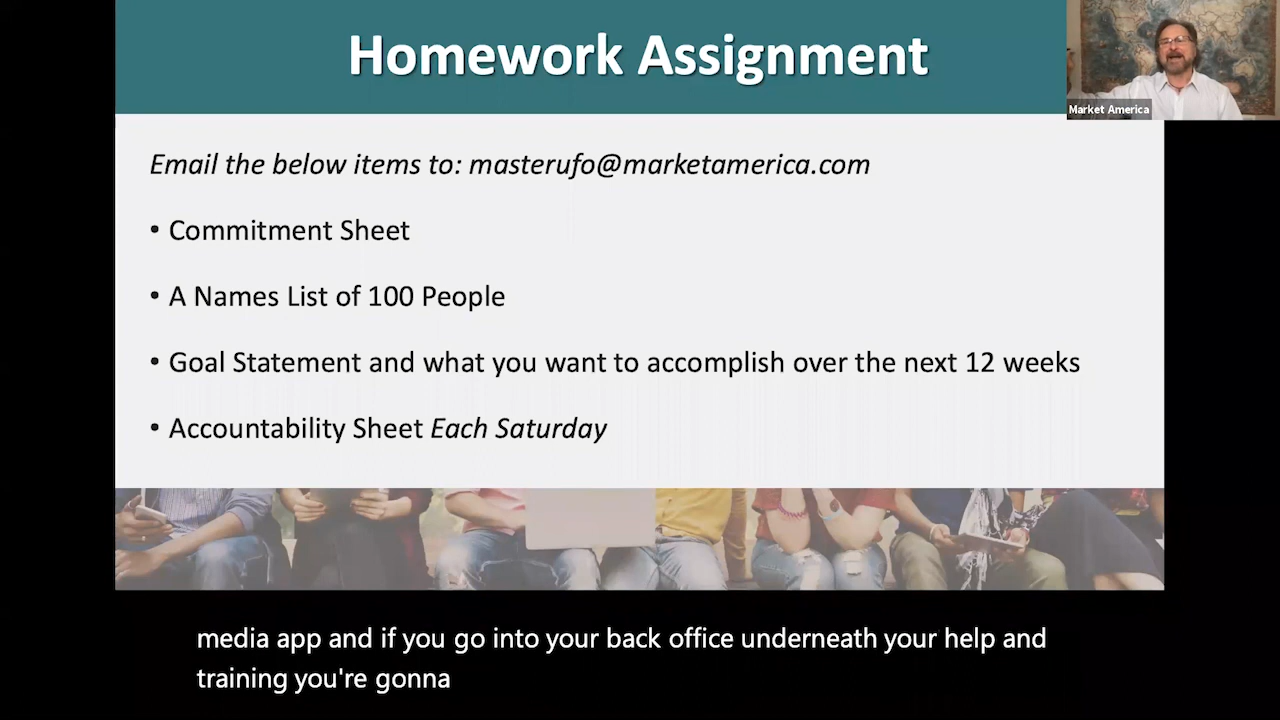 Homework Assignment
Market America
Email the below items to: masterufo@marketamerica.com
• Commitment Sheet
• A Names List of 100 People
• Goal Statement and what you want to accomplish over the next 12 weeks
• Accountability Sheet Each Saturday
media app and if you go into your back office underneath your help and
training you're gonna